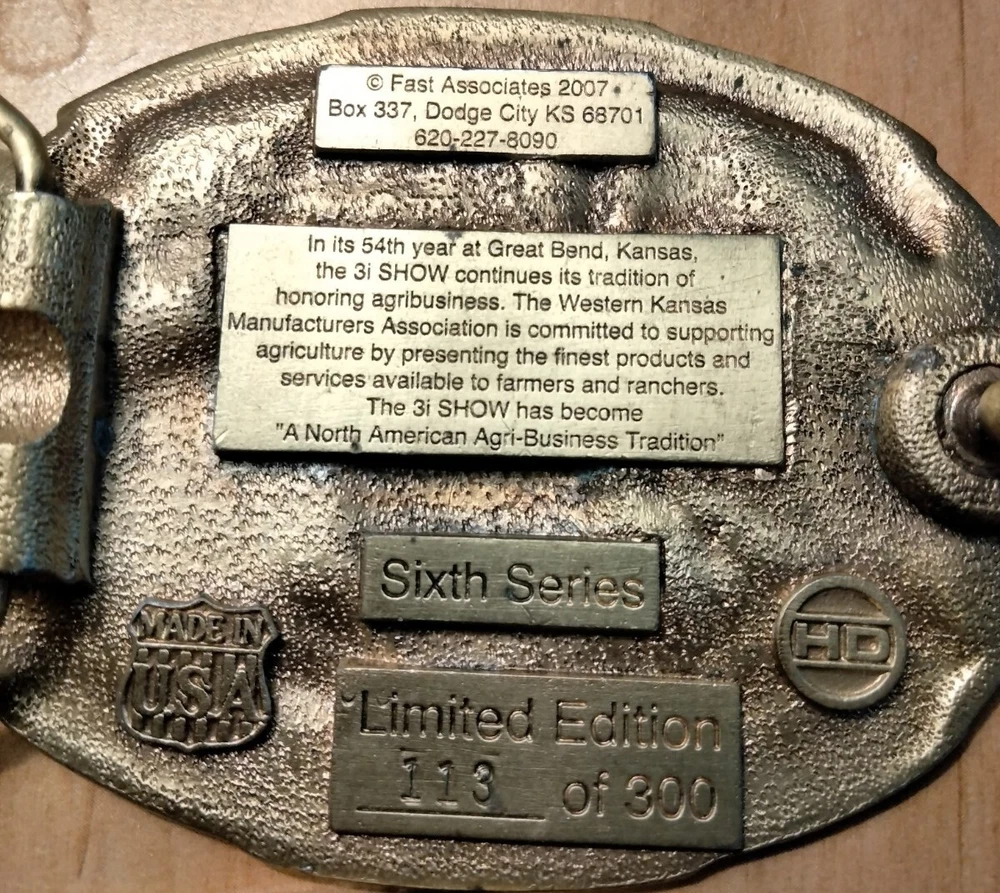 © Fast Associates 2007
Box 337, Dodge City KS 68701
620-227-8090
In its 54th year at Great Bend, Kansas,
the 3i SHOW continues its tradition of
honoring agribusiness. The Western Kansas
Manufacturers Association is committed to supporting
agriculture by presenting the finest products and
services available to farmers and ranchers.
The 3i SHOW has become
"A North American Agri-Business Tradition"
Sixth Series
MADE IN
USA
HD
Limited Edition
113 of 300